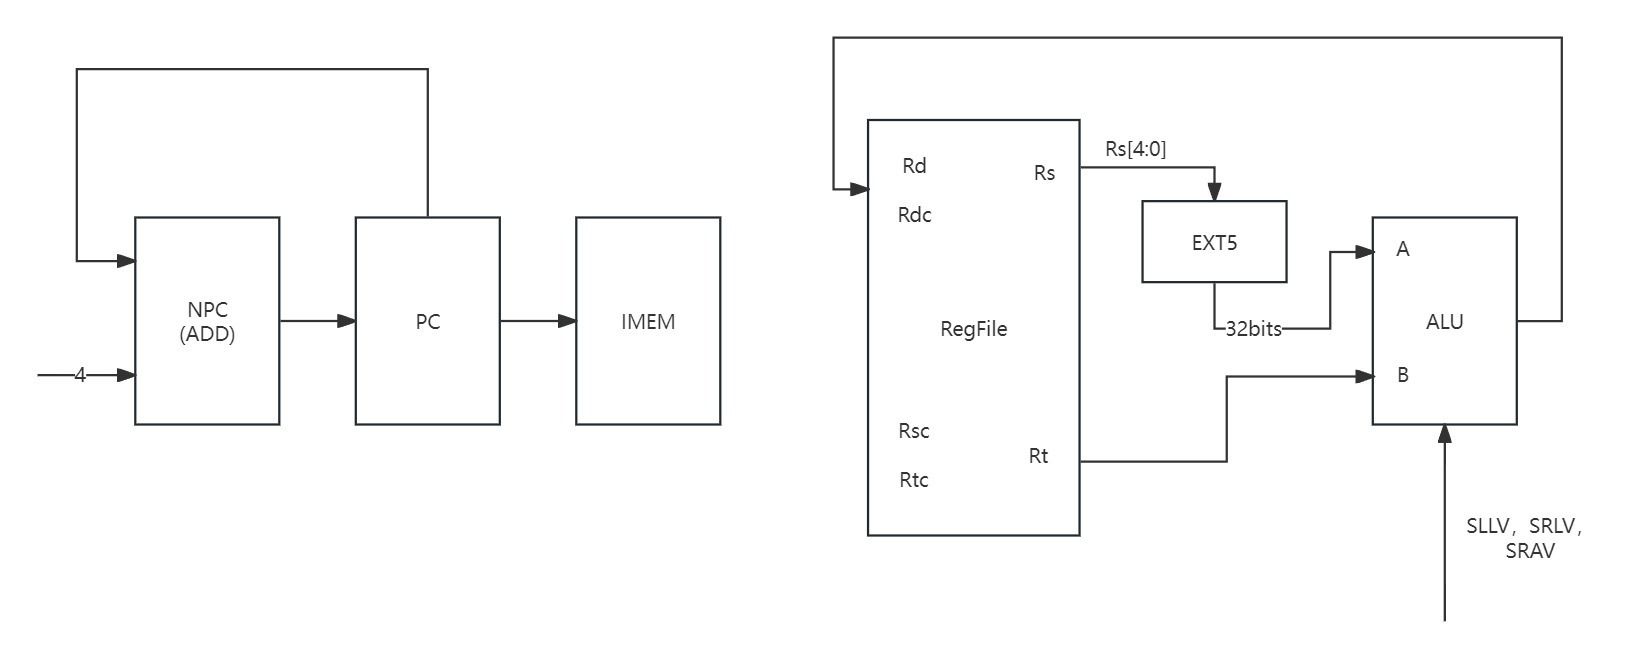 NPC
(ADD)
4
PC
IMEM
Rd
Rdc
Rs
RegFile
Rsc
Rtc
Rt
Rs[4:0]
EXT5
32bits
A
ALU
B
SLLV，SRLV，
SRAV